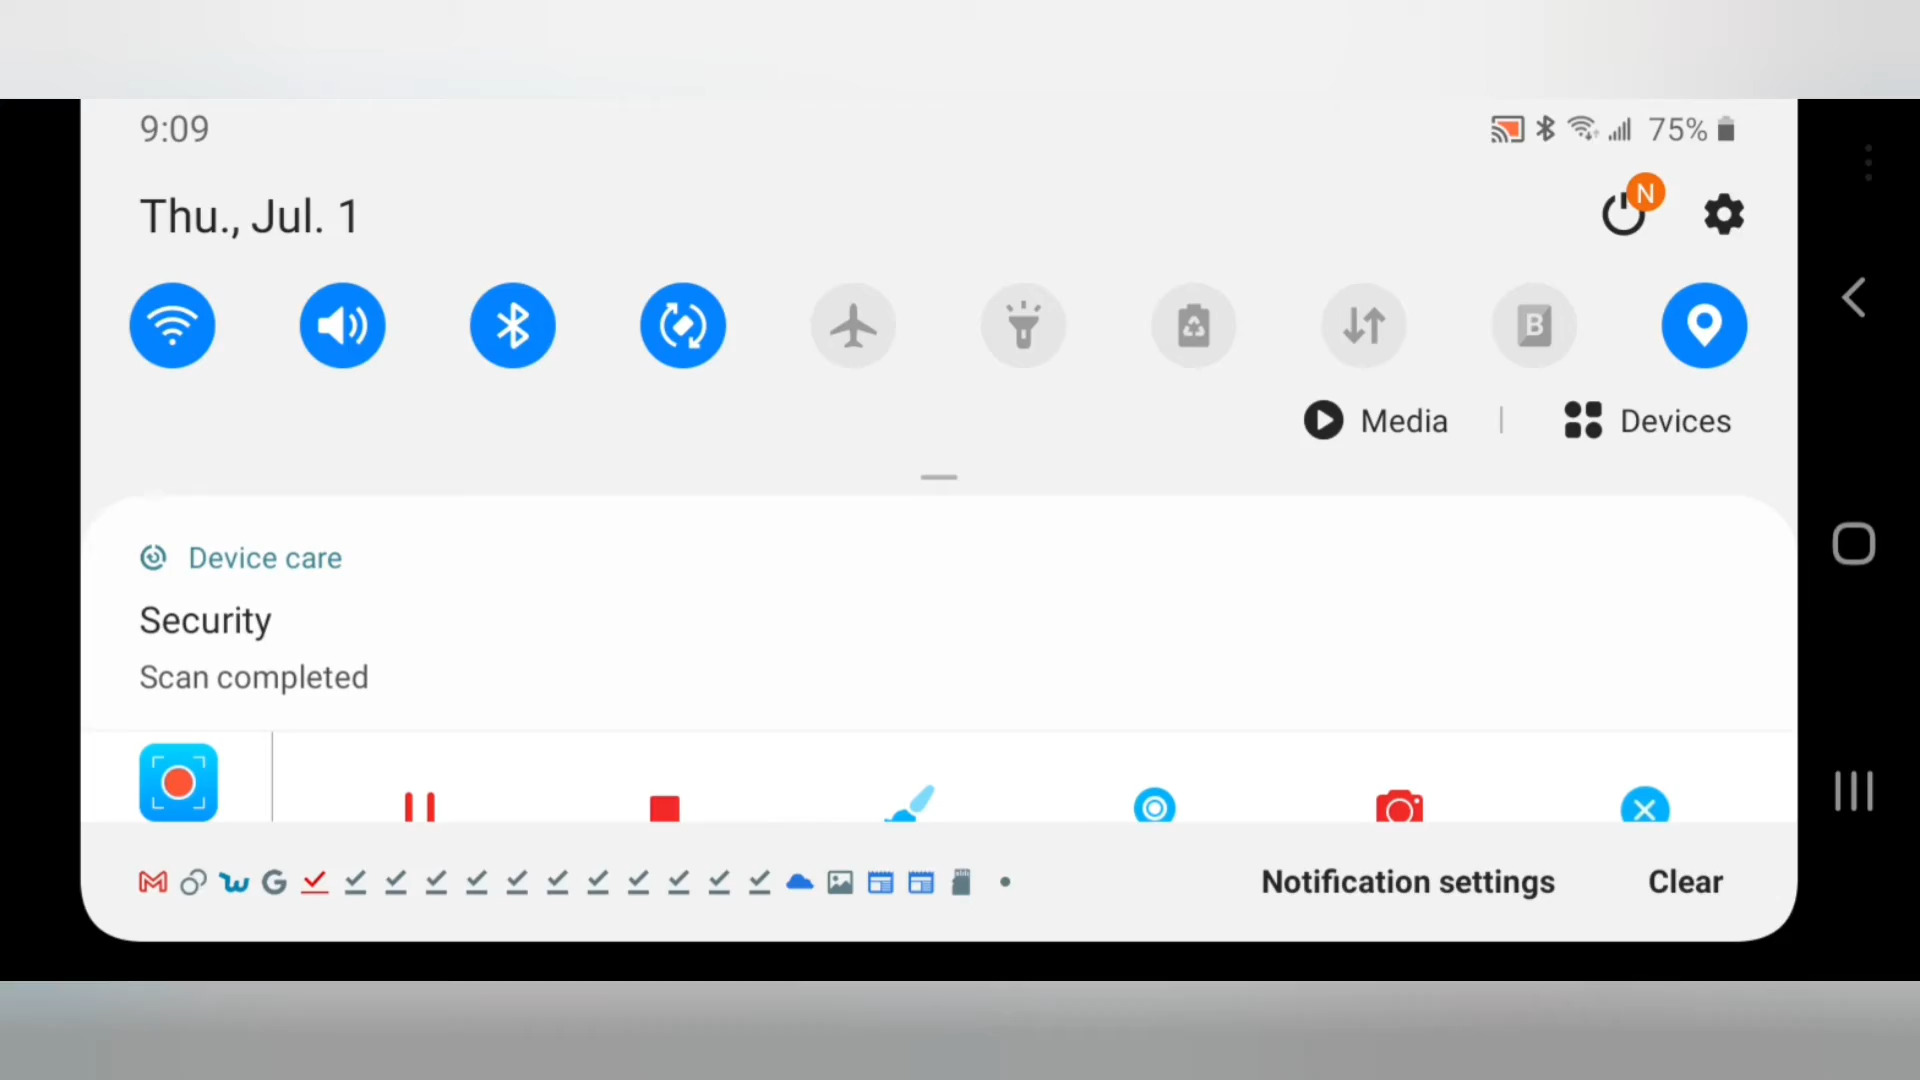 9:09
75%
Thu., Jul. 1
N
B
Media
Devices
Device care
Security
Scan completed
Notification settings
Clear